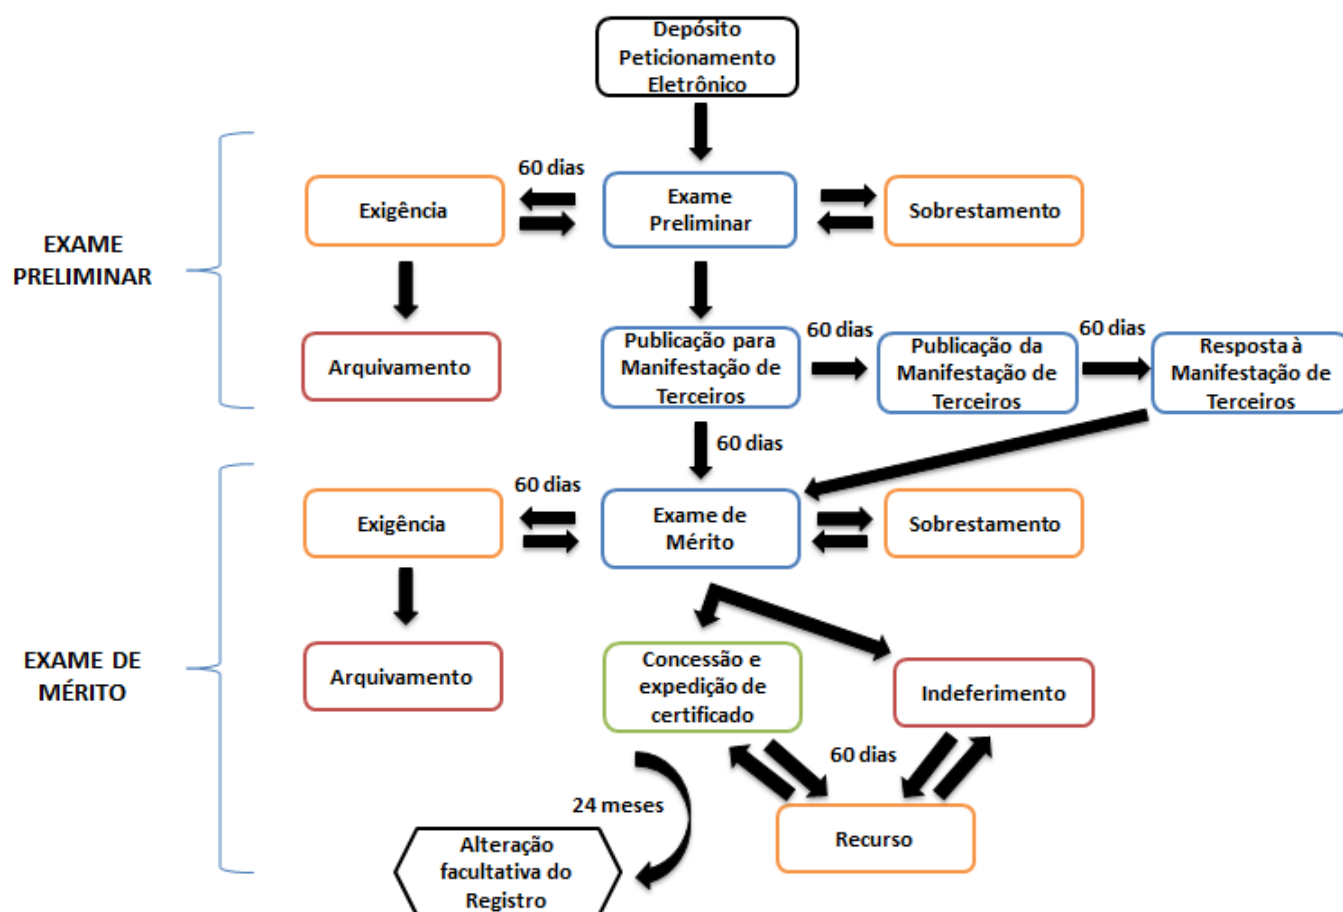 Depósito
Peticionamento
Eletrônico
EXAME
PRELIMINAR
60 dias
Exigência
Exame
Preliminar
Sobrestamento
Arquivamento
Publicação para
Manifestação de
Terceiros
60 dias
Publicação da
Manifestação de
Terceiros
60 dias
Resposta à
Manifestação de
Terceiros
60 dias
EXAME DE
MÉRITO
60 dias
Exigência
Exame de
Mérito
Sobrestamento
Arquivamento
Concessão e
expedição de
certificado
Indeferimento
60 dias
24 meses
Recurso
Alteração
facultativa do
Registro